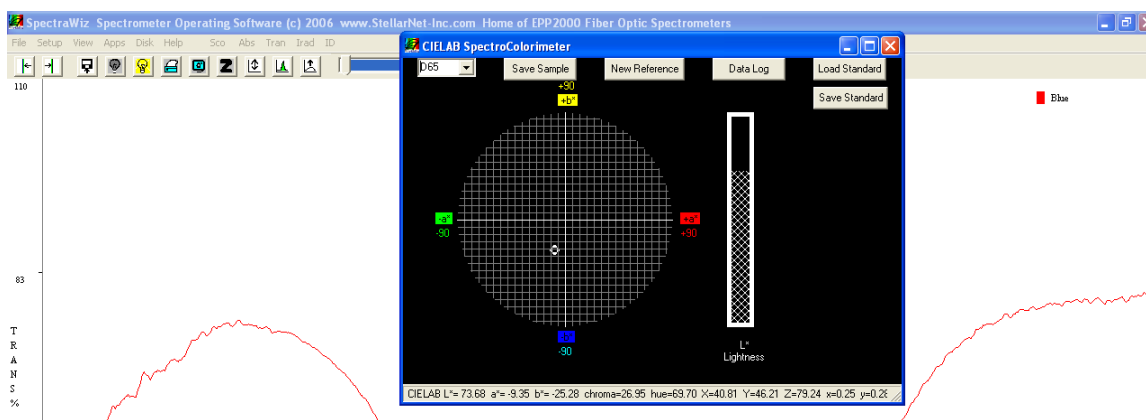 SpectraWiz Spectrometer Operating Software (c) 2006 www.StellarNet-Inc.com Home of EPP2000 Fiber Optic Spectrometers
File Setup View Apps Disk Help Sco Abs Tran Irad ID
CIELAB SpectroColorimeter
D65 Save Sample New Reference Data Log Load Standard
Save Standard
110
+90
+b*
Blue
-a*
-90
+a*
+90
83
-90
L*
Lightness
TRANS
%
CIELAB L*= 73.68 a*= -9.35 b*= -25.28 chroma=26.95 hue=69.70 X=40.81 Y=46.21 Z=79.24 x=0.25 y=0.28